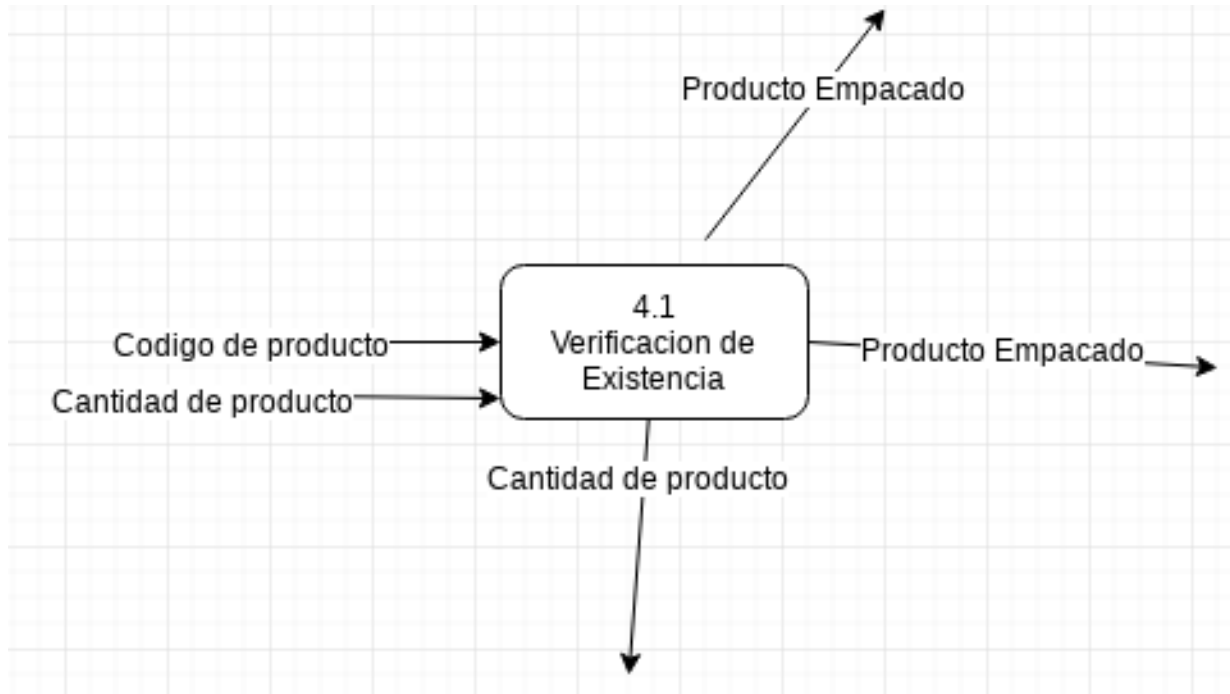 Producto Empacado
4.1
Verificacion de
Existencia
Codigo de producto
Producto Empacado
Cantidad de producto
Cantidad de producto